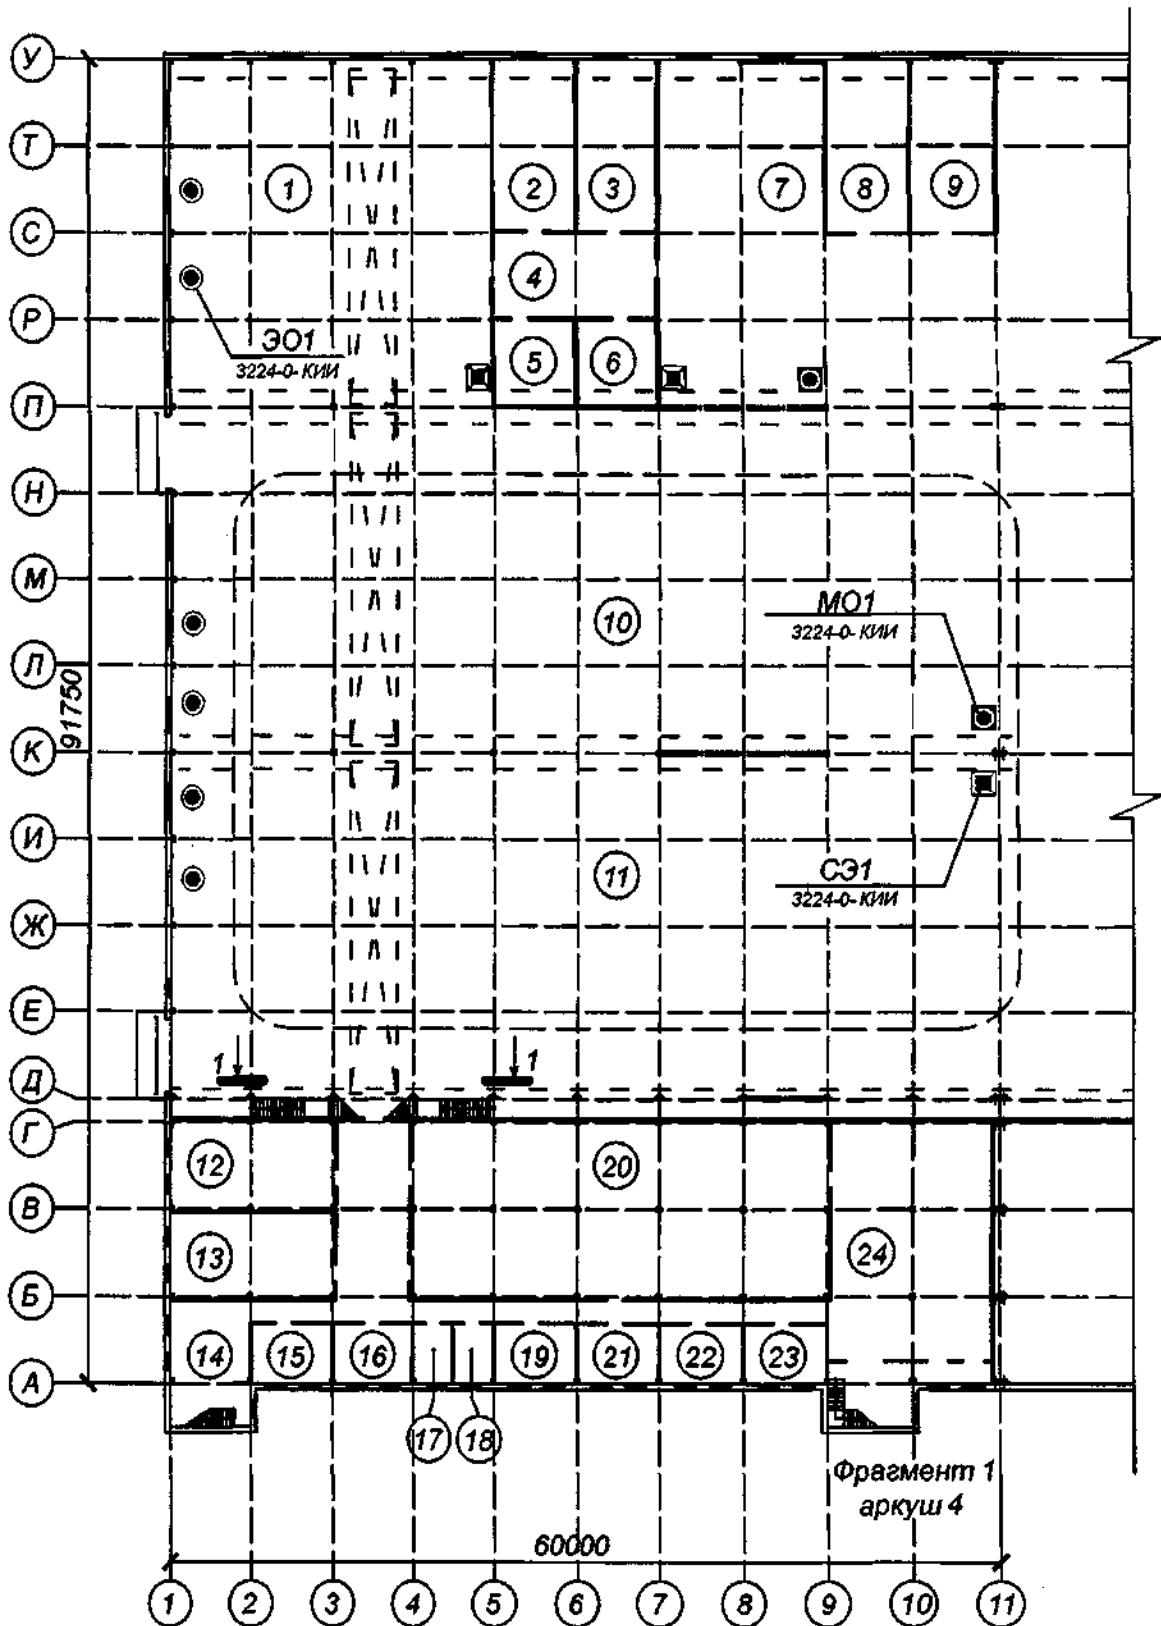 У
Т
1
2
3
7
8
9
С
4
Р
ЭО1
3224-0- КИИ
5
6
П
Н
М
10
МО1
3224-0- КИИ
Л
91750
К
И
11
СЭ1
3224-0- КИИ
Ж
Е
1
1
Д
Г
12
20
В
13
24
Б
14
15
16
19
21
22
23
А
17
18
Фрагмент 1
аркуш 4
60000
1
2
3
4
5
6
7
8
9
10
11